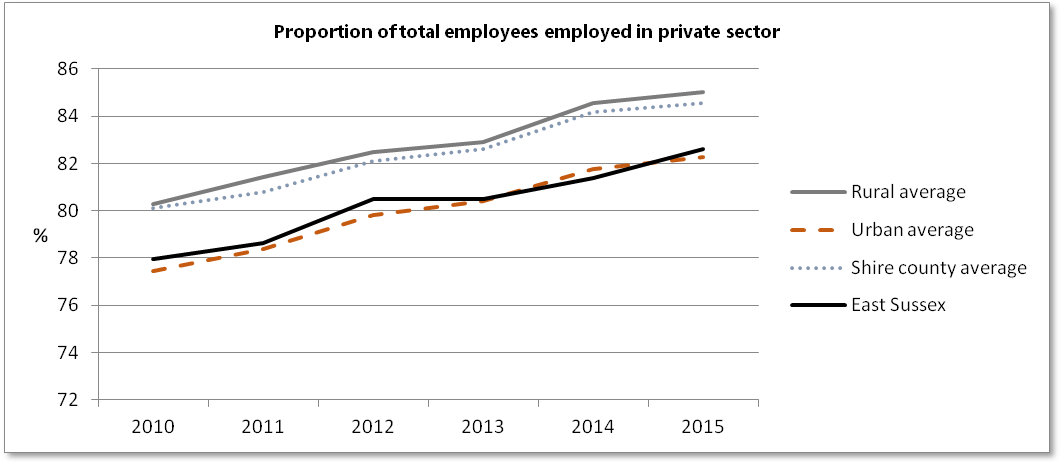 Proportion of total employees employed in private sector
86
84
82
80
78
76
74
72
%
2010 2011 2012 2013 2014 2015
Rural average
Urban average
Shire county average
East Sussex